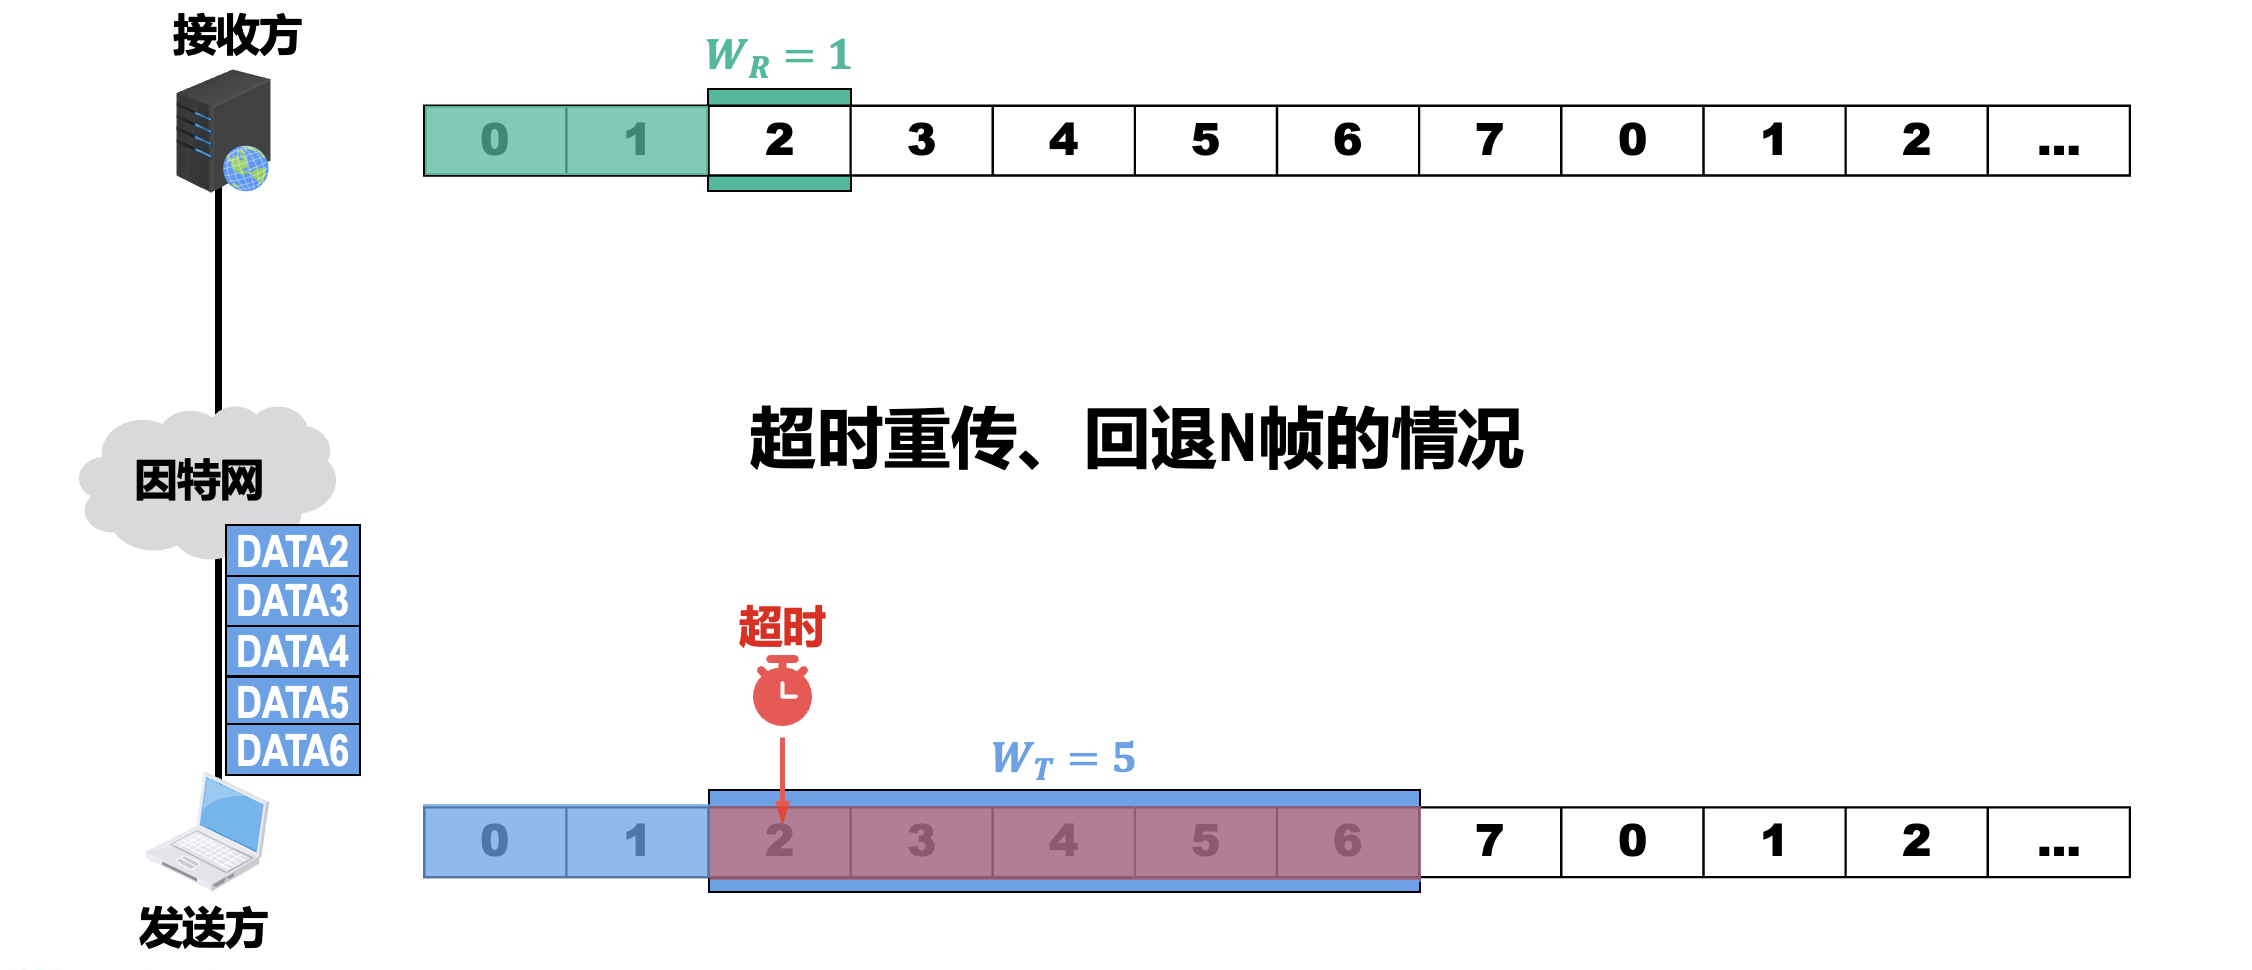 接收方
W_R = 1
0 1 2 3 4 5 6 7 0 1 2 ...
超时重传、回退N帧的情况
因特网
DATA2
DATA3
DATA4
DATA5
DATA6
超时
W_T = 5
0 1 2 3 4 5 6 7 0 1 2 ...
发送方